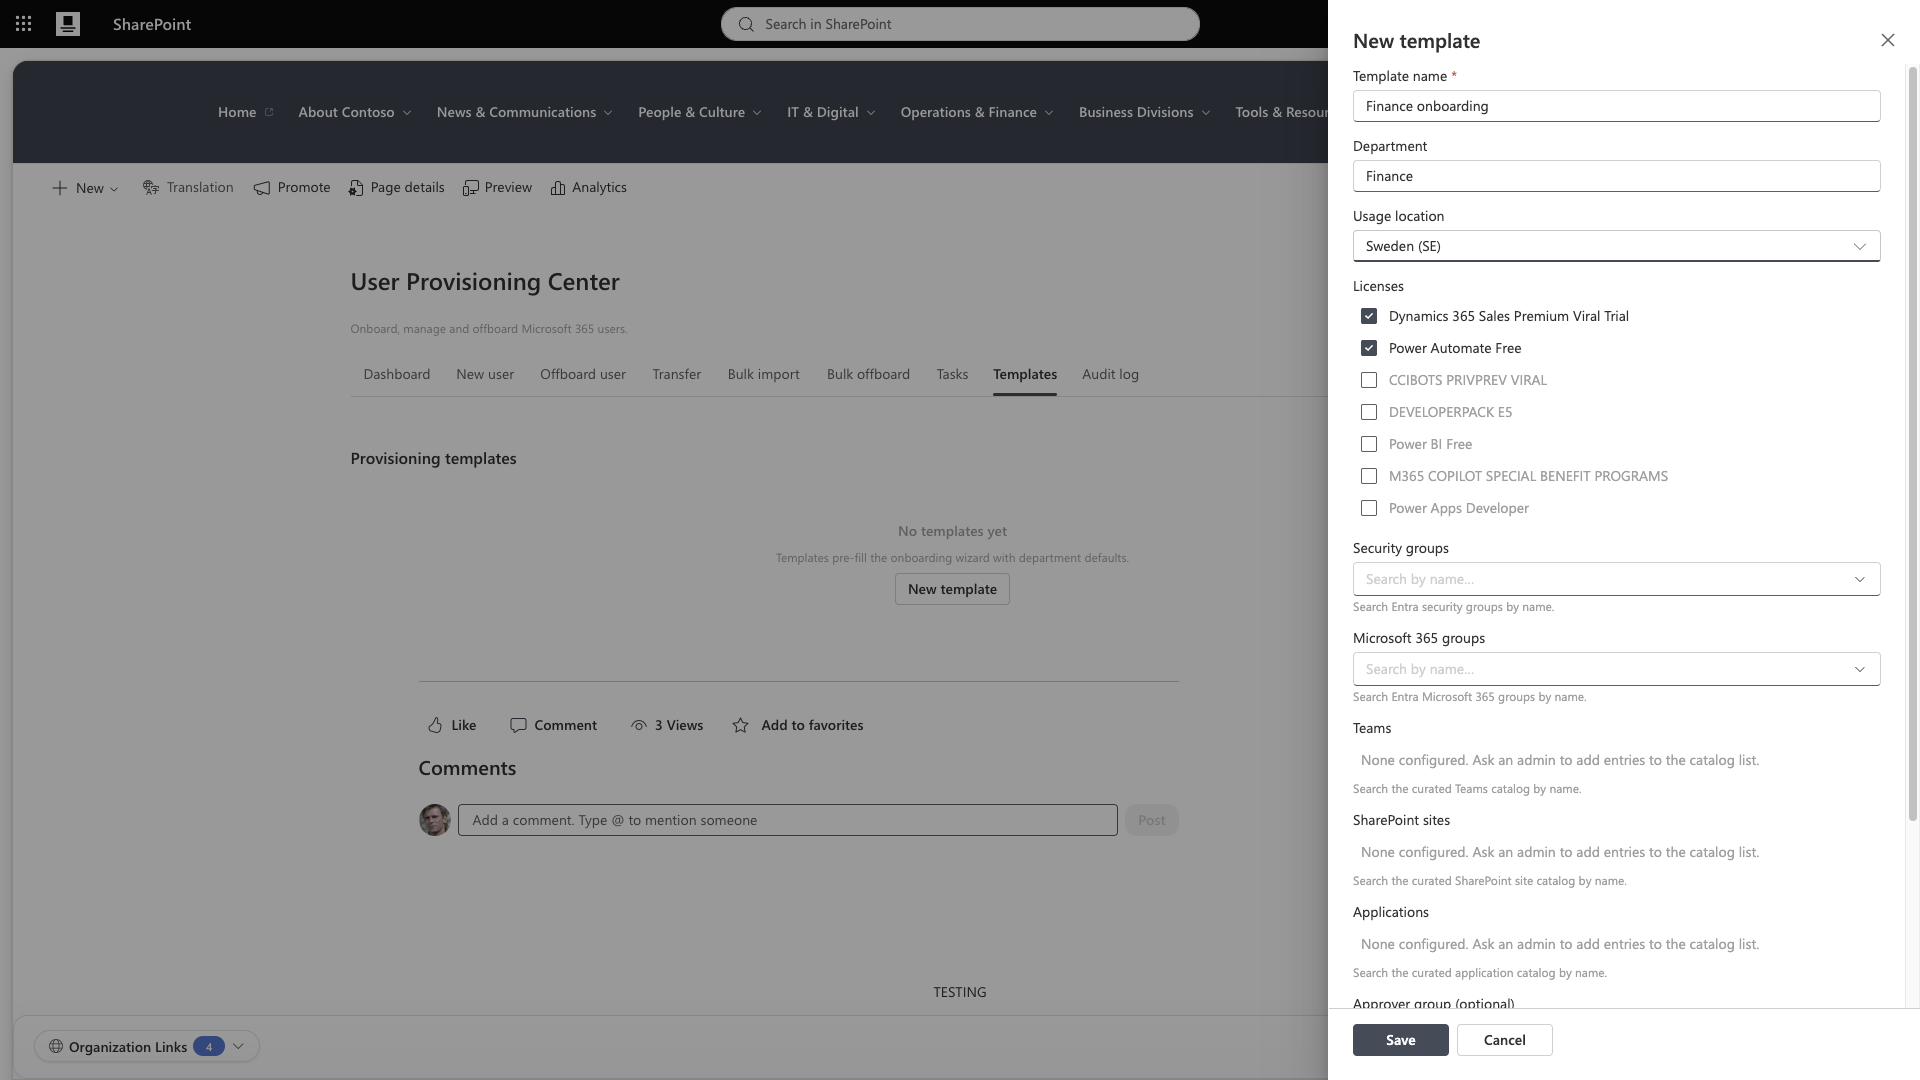 SharePoint
Search in SharePoint
Home
About Contoso
News & Communications
People & Culture
IT & Digital
Operations & Finance
Business Divisions
Tools & Resour
New
Translation
Promote
Page details
Preview
Analytics
User Provisioning Center
Onboard, manage and offboard Microsoft 365 users.
Dashboard
New user
Offboard user
Transfer
Bulk import
Bulk offboard
Tasks
Templates
Audit log
Provisioning templates
No templates yet
Templates pre-fill the onboarding wizard with department defaults.
New template
Like
Comment
3 Views
Add to favorites
Comments
Add a comment. Type @ to mention someone
Post
TESTING
Organization Links 4
New template
Template name *
Finance onboarding
Department
Finance
Usage location
Sweden (SE)
Licenses
Dynamics 365 Sales Premium Viral Trial
Power Automate Free
CCIBOTS PRIVPREV VIRAL
DEVELOPERPACK E5
Power BI Free
M365 COPILOT SPECIAL BENEFIT PROGRAMS
Power Apps Developer
Security groups
Search by name...
Search Entra security groups by name.
Microsoft 365 groups
Search by name...
Search Entra Microsoft 365 groups by name.
Teams
None configured. Ask an admin to add entries to the catalog list.
Search the curated Teams catalog by name.
SharePoint sites
None configured. Ask an admin to add entries to the catalog list.
Search the curated SharePoint site catalog by name.
Applications
None configured. Ask an admin to add entries to the catalog list.
Search the curated application catalog by name.
Approver group (optional)
Save
Cancel